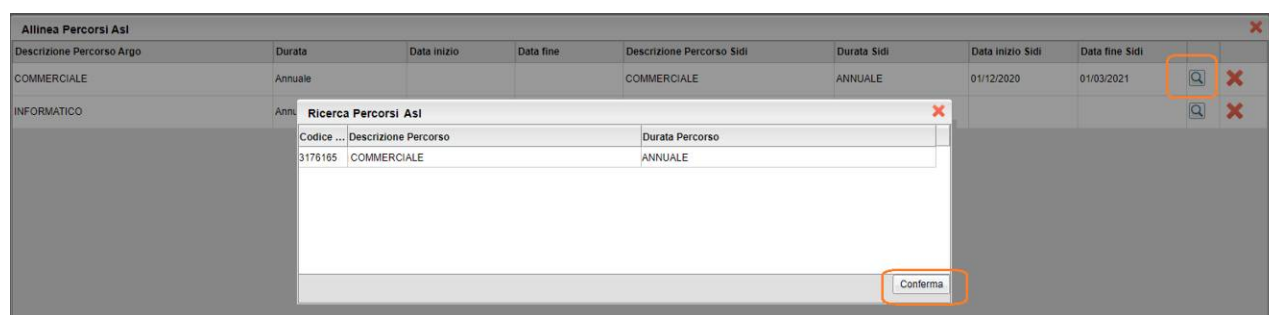 Allinea Percorsi Asl
Descrizione Percorso Argo Durata Data inizio Data fine Descrizione Percorso Sidi Durata Sidi Data inizio Sidi Data fine Sidi
COMMERCIALE Annuale COMMERCIALE ANNUALE 01/12/2020 01/03/2021
INFORMATICO Annu
Ricerca Percorsi Asl
Codice ... Descrizione Percorso Durata Percorso
3176165 COMMERCIALE ANNUALE
Conferma